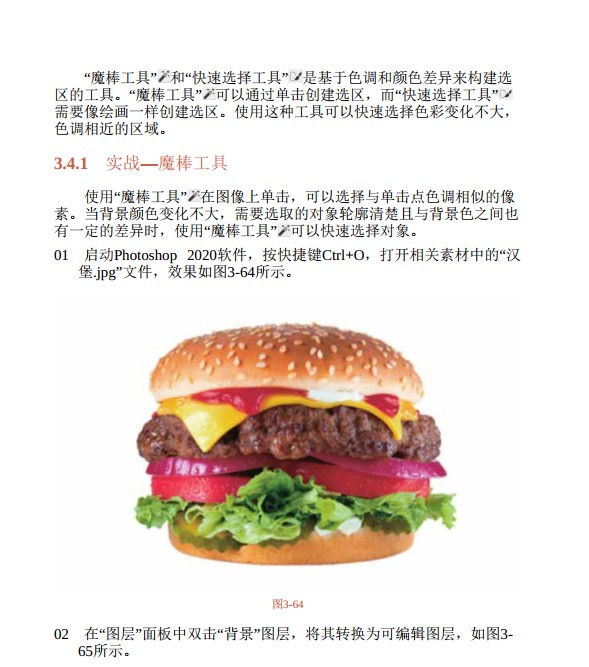 “魔棒工具”和“快速选择工具”是基于色调和颜色差异来构建选
区的工具。“魔棒工具”可以通过单击创建选区，而“快速选择工具”
需要像绘画一样创建选区。使用这种工具可以快速选择色彩变化不大，
色调相近的区域。
3.4.1 实战—魔棒工具
使用“魔棒工具”在图像上单击，可以选择与单击点色调相似的像
素。当背景颜色变化不大，需要选取的对象轮廓清楚且与背景色之间也
有一定的差异时，使用“魔棒工具”可以快速选择对象。
01 启动Photoshop 2020软件，按快捷键Ctrl+O，打开相关素材中的“汉
堡.jpg”文件，效果如图3-64所示。
图3-64
02 在“图层”面板中双击“背景”图层，将其转换为可编辑图层，如图3-
65所示。